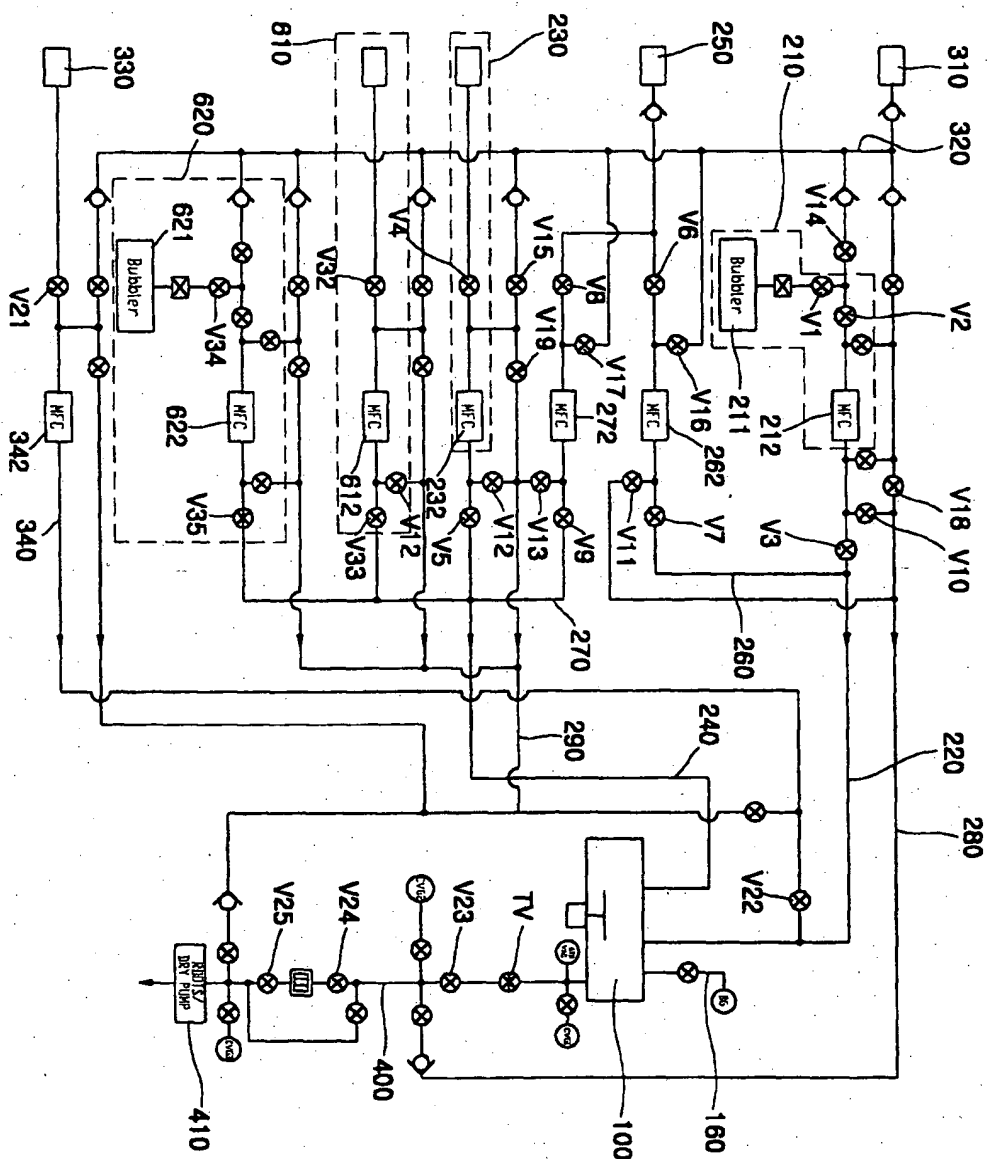 310
V18
V10
220
280
320
V2
MFC
210
V14
V1
212
V3
Bubbler
211
260
V22
160
BG
250
V6
V16
V7
MFC
262
V11
100
V8
V17
272
V9
270
MFC
V15
V19
V13
TV
230
V12
240
MFC
232
V5
V23
V4
290
810
V12
400
MFC
612
V33
V32
V24
V25
620
MFC
622
V35
V34
410
621
Bubbler
DRY PUMP
330
MFC
342
340
V21